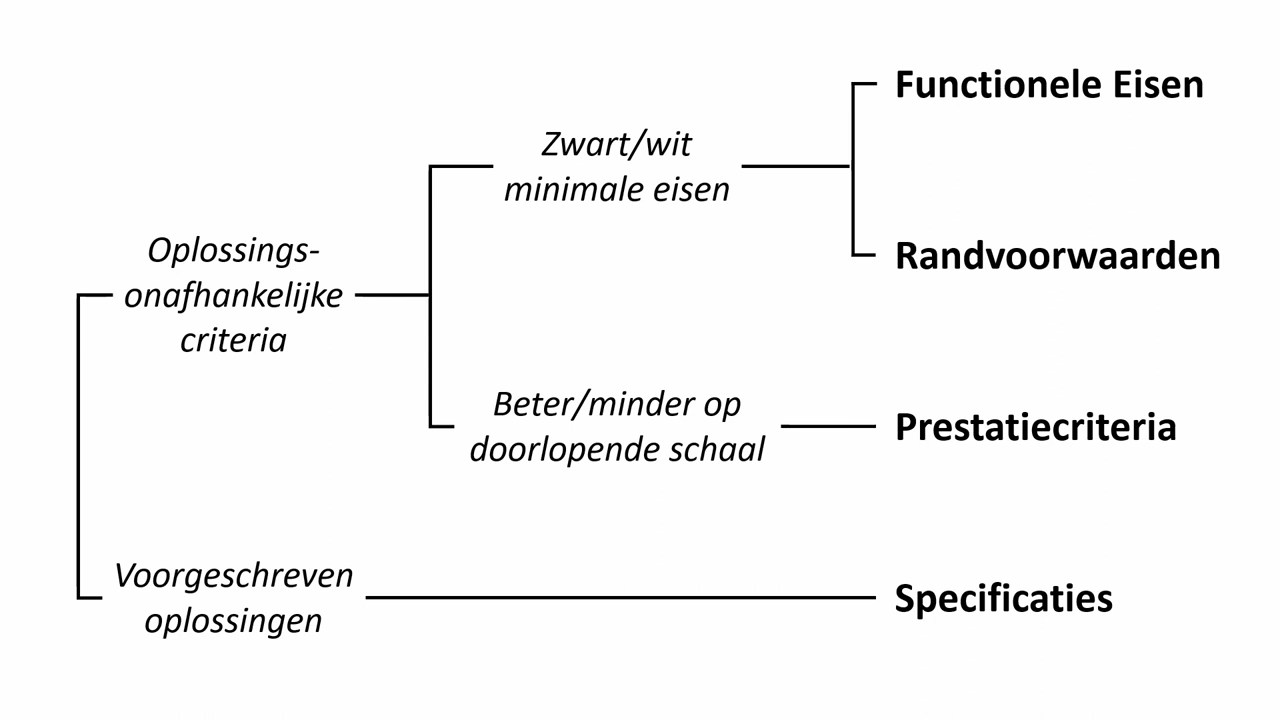 Functionele Eisen
Zwart/wit
minimale eisen
Randvoorwaarden
Oplossings-
onafhankelijke
criteria
Beter/minder op
doorlopende schaal
Prestatiecriteria
Voorgeschreven
oplossingen
Specificaties